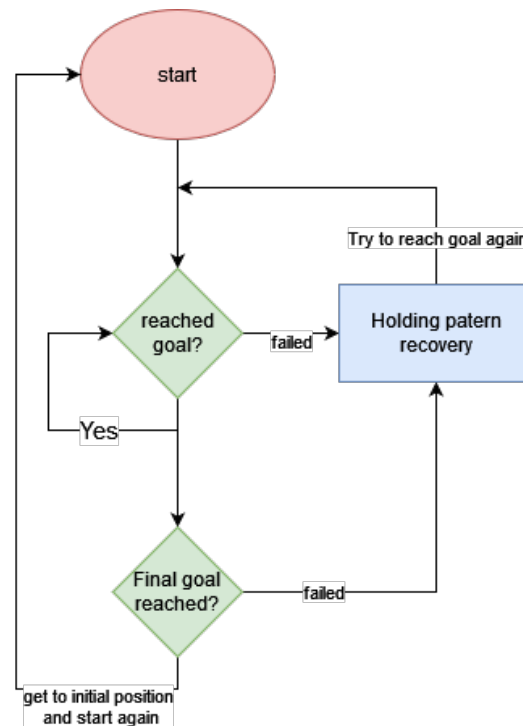 start
Try to reach goal again
reached
goal?
failed
Holding patern
recovery
Yes
Final goal
reached?
failed
get to initial position
and start again